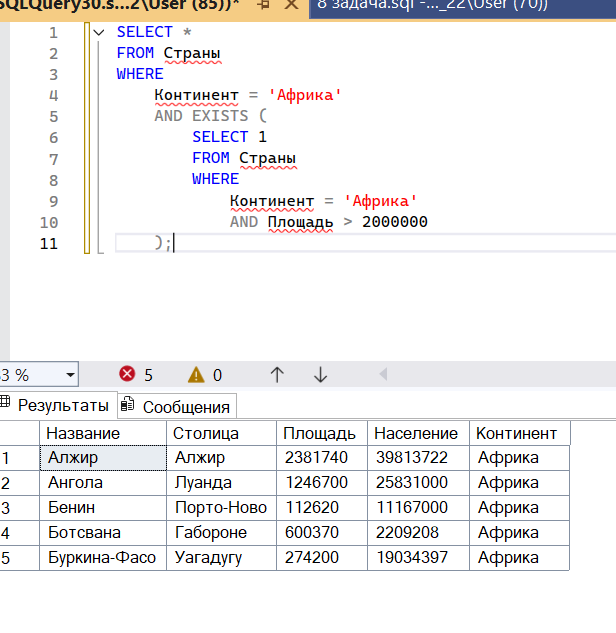 SQLQuery30.s...2\User (85))* 8 задача.sql -..._22\User (70))
1 SELECT *
2 FROM Страны
3 WHERE
4 Континент = 'Африка'
5 AND EXISTS (
6 SELECT 1
7 FROM Страны
8 WHERE
9 Континент = 'Африка'
10 AND Площадь > 2000000
11 );
3 % 5 0
Результаты Сообщения
Название Столица Площадь Население Континент
1 Алжир Алжир 2381740 39813722 Африка
2 Ангола Луанда 1246700 25831000 Африка
3 Бенин Порто-Ново 112620 11167000 Африка
4 Ботсвана Габороне 600370 2209208 Африка
5 Буркина-Фасо Уагадугу 274200 19034397 Африка